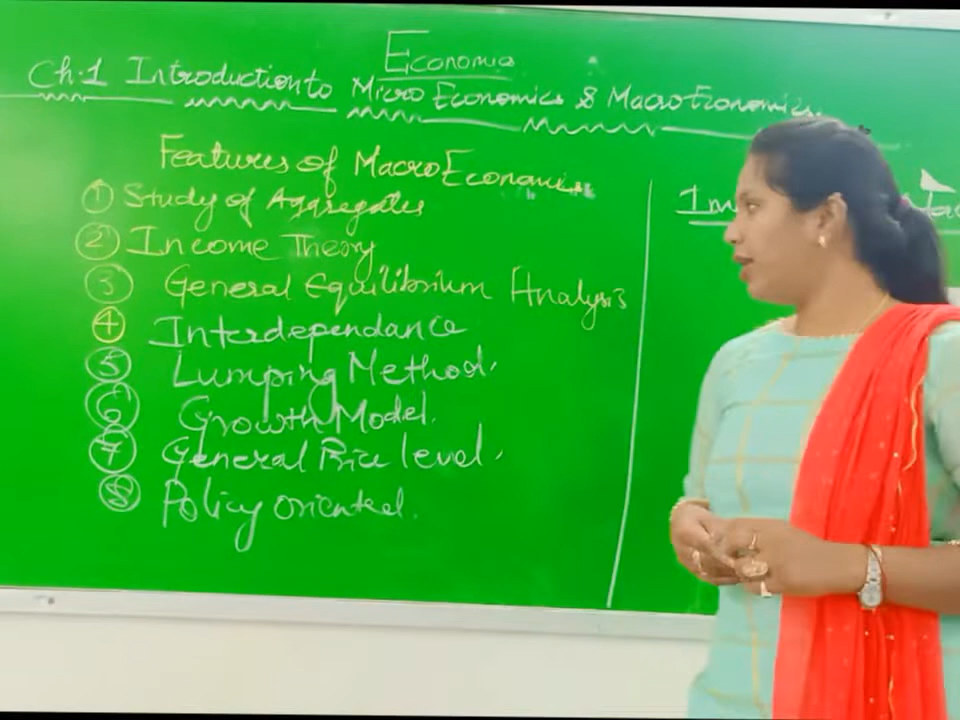 Economics
Ch.1 Introduction to Micro Economics & Macro Economics.
Features of Macro Economics
① Study of Aggregates
② Income Theory
③ General Equilibrium Analysis
④ Interdependance
⑤ Lumping Method.
⑥ Growth Model.
⑦ General Price level.
⑧ Policy oriented.